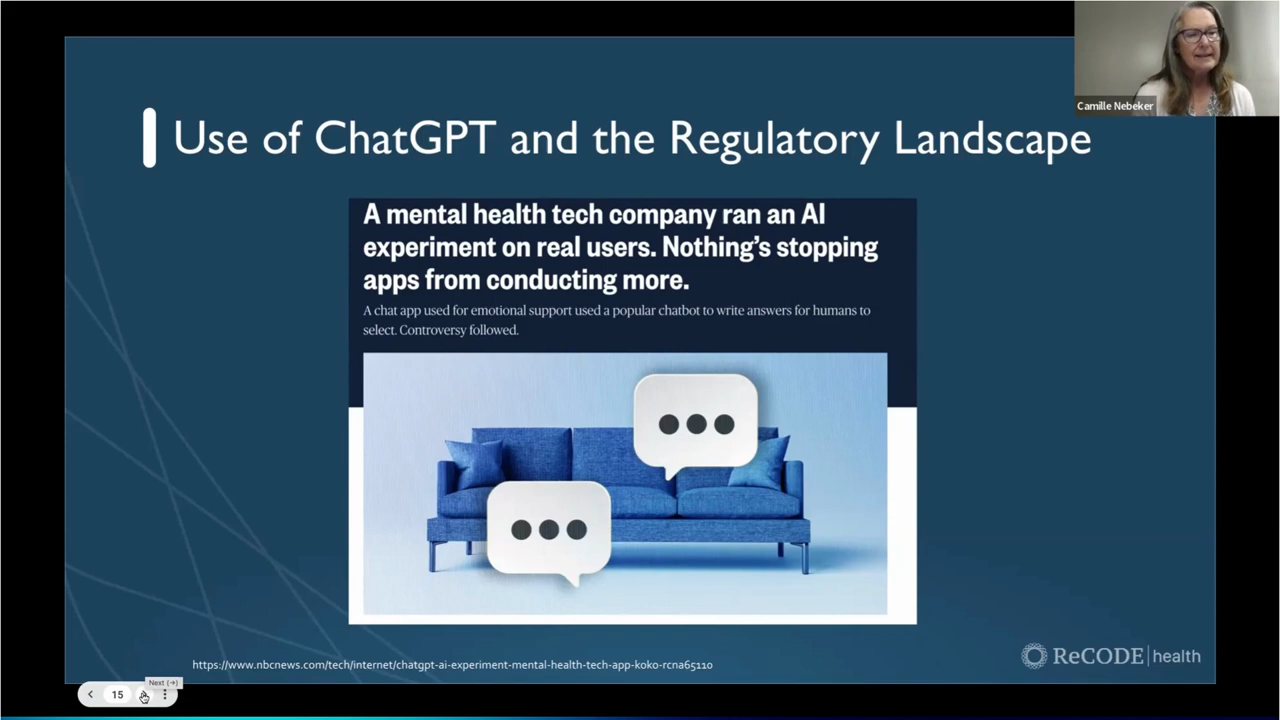 Camille Nebeker
Use of ChatGPT and the Regulatory Landscape
A mental health tech company ran an AI
experiment on real users. Nothing's stopping
apps from conducting more.
A chat app used for emotional support used a popular chatbot to write answers for humans to
select. Controversy followed.
https://www.nbcnews.com/tech/internet/chatgpt-ai-experiment-mental-health-tech-app-koko-rcna65110
ReCODE health
Next (→)
15